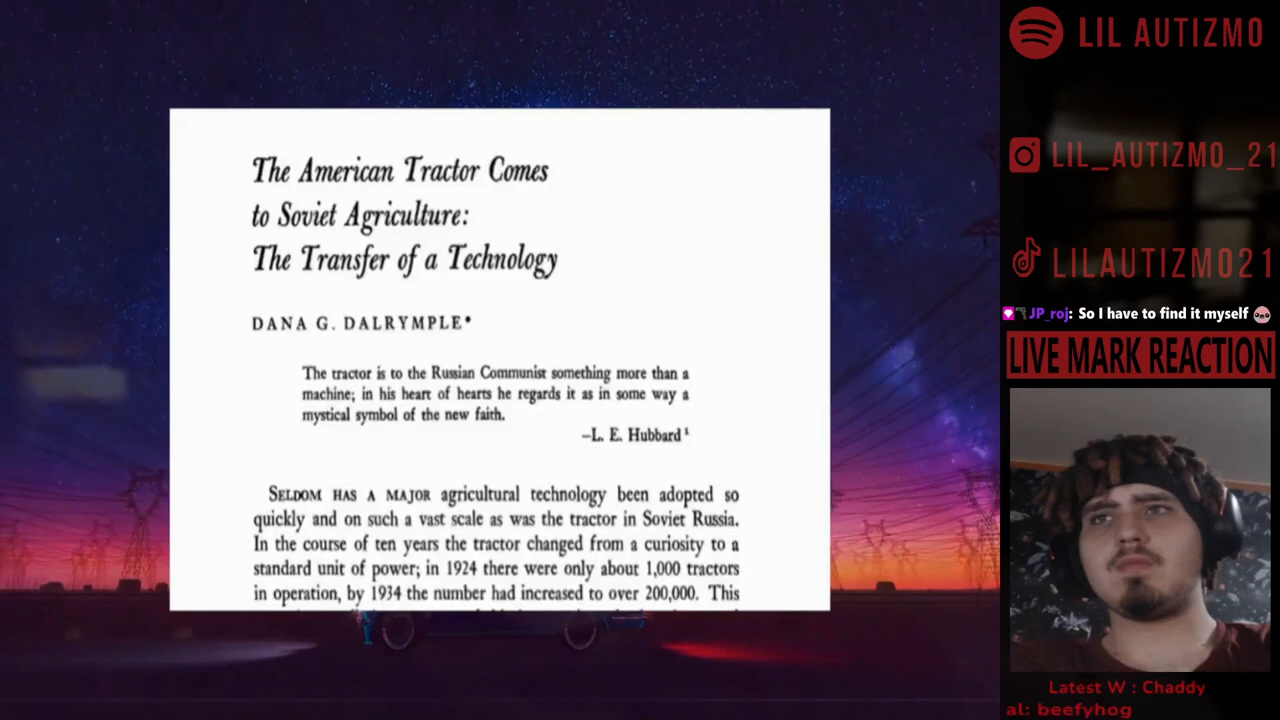 The American Tractor Comes
to Soviet Agriculture:
The Transfer of a Technology
DANA G. DALRYMPLE*
The tractor is to the Russian Communist something more than a
machine; in his heart of hearts he regards it as in some way a
mystical symbol of the new faith.
–L. E. Hubbard¹
SELDOM HAS A MAJOR agricultural technology been adopted so
quickly and on such a vast scale as was the tractor in Soviet Russia.
In the course of ten years the tractor changed from a curiosity to a
standard unit of power; in 1924 there were only about 1,000 tractors
in operation, by 1934 the number had increased to over 200,000. This
LIL AUTIZMO
LIL_AUTIZMO_21
LILAUTIZMO21
JP_roj: So I have to find it myself
LIVE MARK REACTION
Latest W : Chaddy
al: beefyhog